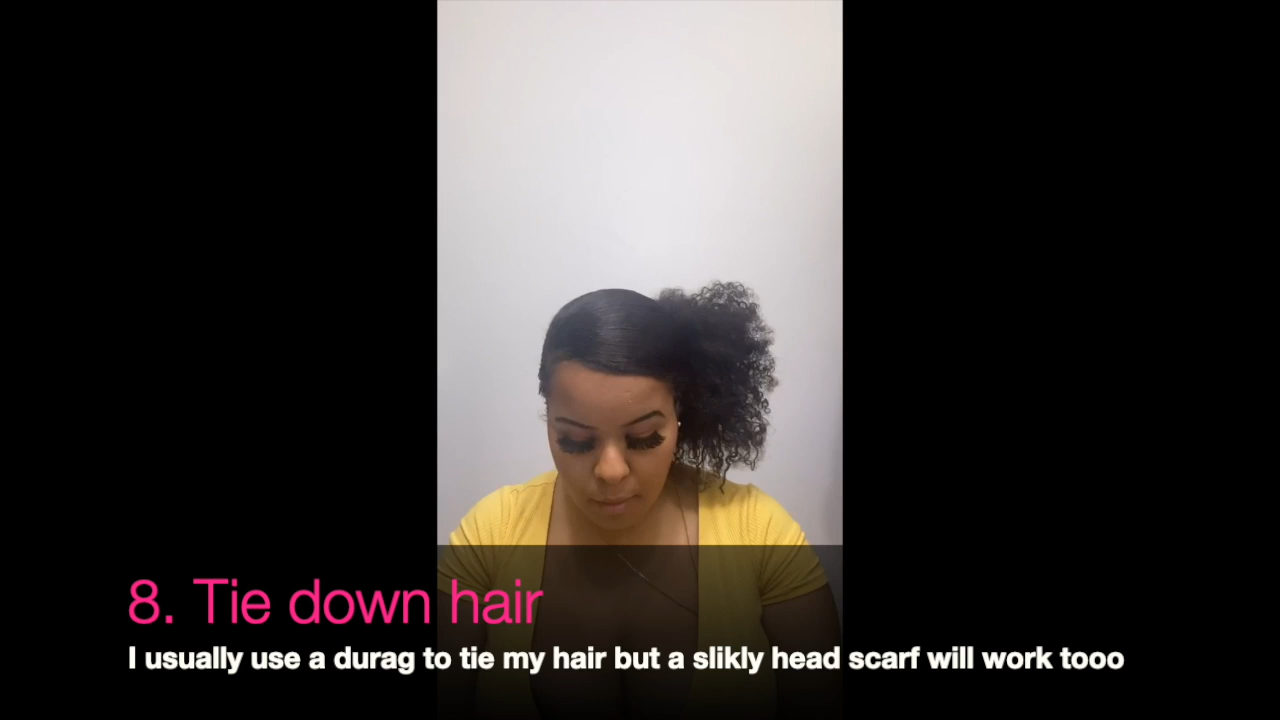 8. Tie down hair
I usually use a durag to tie my hair but a slikly head scarf will work tooo